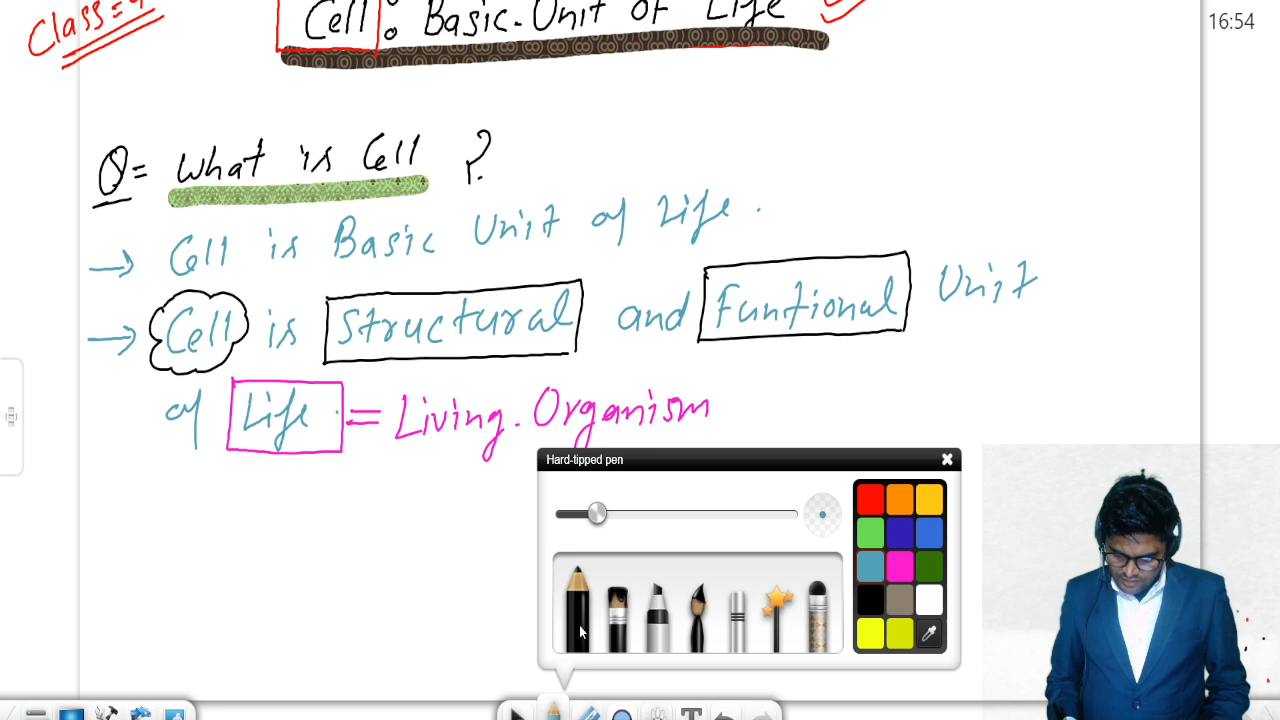 Class = 9
Cell : Basic-Unit of Life
16:54
Q = What is Cell ?
→ Cell is Basic Unit of Life.
→ Cell is Structural and Funtional Unit
of Life. = Living. Organism
Hard-tipped pen